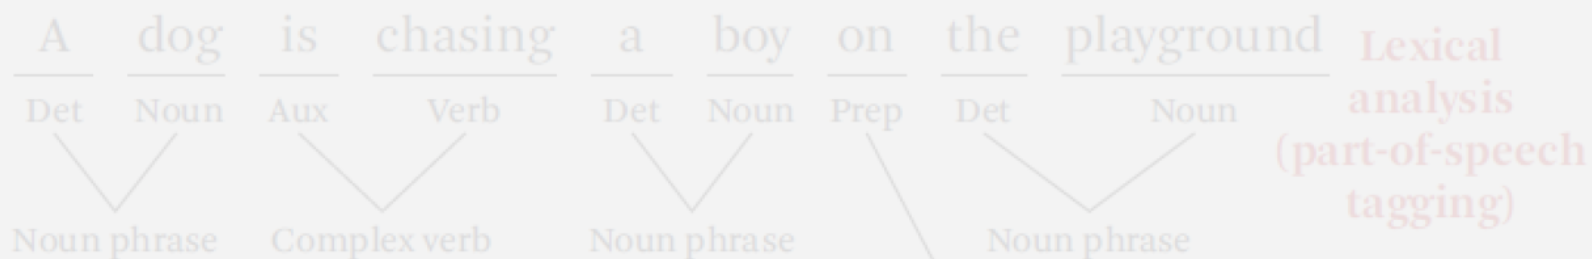 A dog is chasing a boy on the playground
Det Noun Aux Verb Det Noun Prep Det Noun
Noun phrase Complex verb Noun phrase Noun phrase
Lexical
analysis
(part-of-speech
tagging)